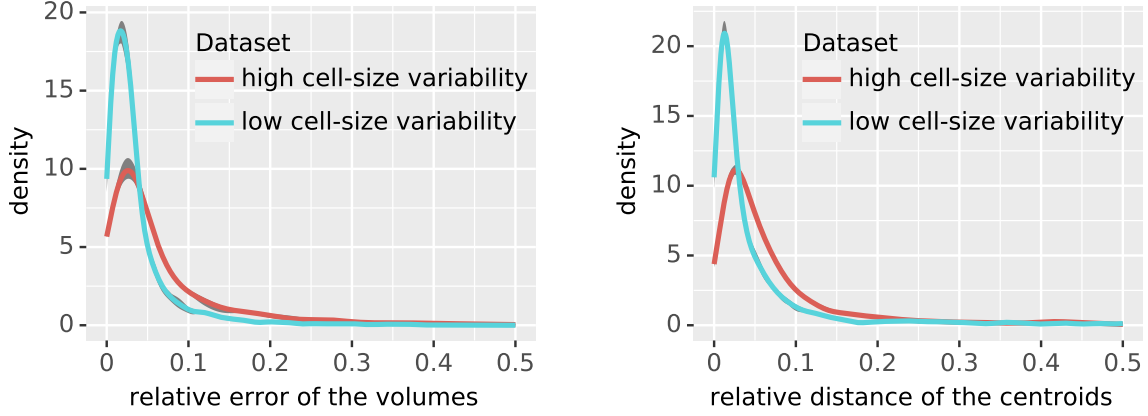 20
15
10
5
0
density
Dataset
high cell-size variability
low cell-size variability
0 0.1 0.2 0.3 0.4 0.5
relative error of the volumes
20
15
10
5
0
density
Dataset
high cell-size variability
low cell-size variability
0 0.1 0.2 0.3 0.4 0.5
relative distance of the centroids